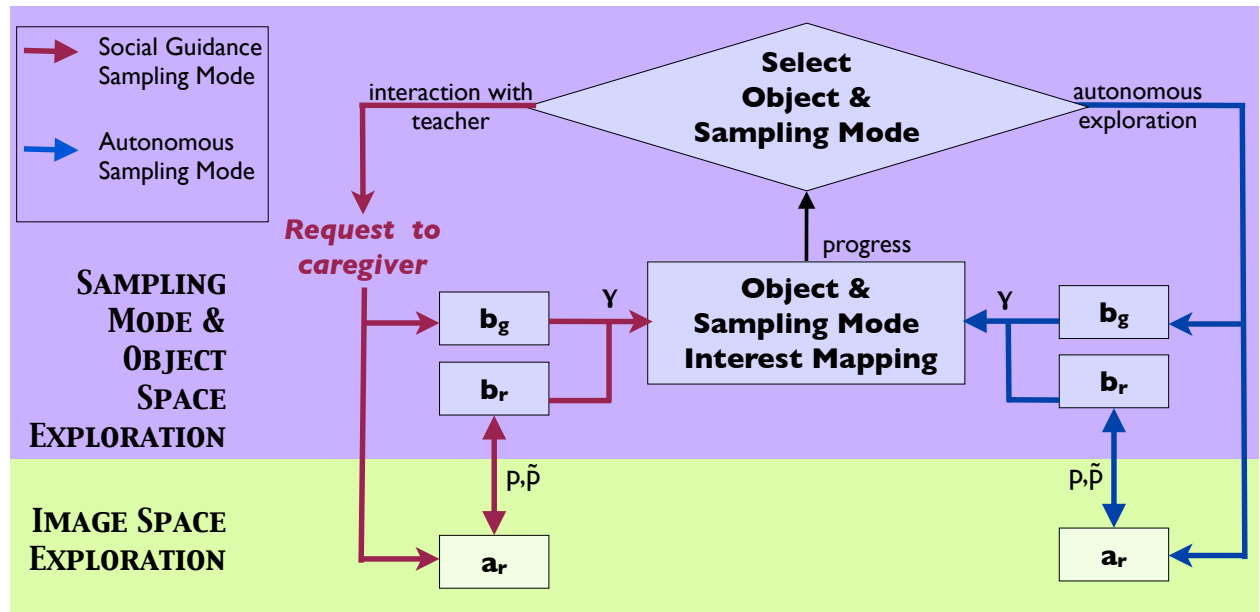 Social Guidance
Sampling Mode
Autonomous
Sampling Mode
Select
Object &
Sampling Mode
interaction with
teacher
autonomous
exploration
Request to
caregiver
progress
Object &
Sampling Mode
Interest Mapping
SAMPLING
MODE &
OBJECT
SPACE
EXPLORATION
bg
br
γ
γ
bg
br
p,p̃
p,p̃
IMAGE SPACE
EXPLORATION
ar
ar